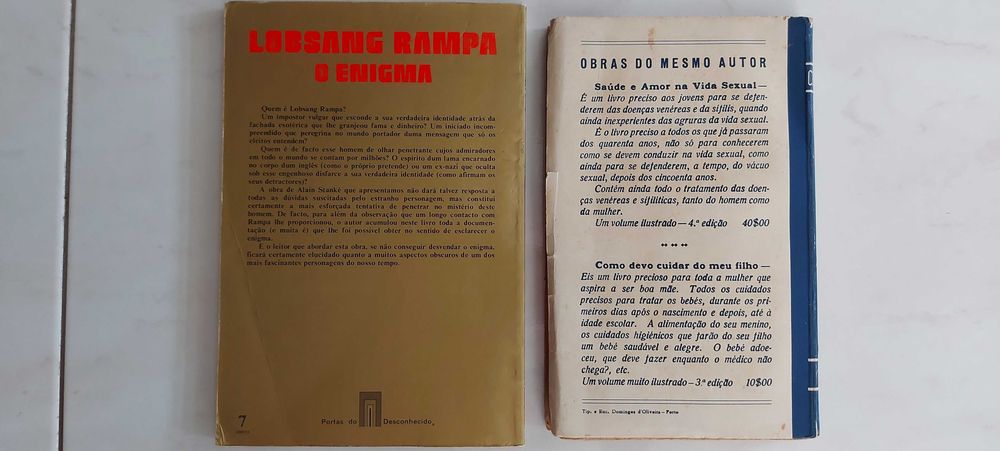 LOBSANG RAMPA
O ENIGMA
Quem é Lobsang Rampa?
Um impostor vulgar que esconde a sua verdadeira identidade atrás da
fachada esotérica que lhe granjeou fama e dinheiro? Um iniciado incom-
preendido que peregrina no mundo portador duma mensagem que só os
eleitos entendem?
Quem é de facto esse homem de olhar penetrante cujos admiradores
em todo o mundo se contam por milhões? O espírito dum lama encarnado
no corpo dum inglês (como o próprio pretende) ou um ex-nazi que oculta
sob esse engenhoso disfarce a sua verdadeira identidade (como afirmam os
seus detractores)?
A obra de Alain Stanké que apresentamos não dará talvez resposta a
todas as dúvidas suscitadas pelo estranho personagem, mas constitui
certamente a mais esforçada tentativa de penetrar no mistério deste
homem. De facto, para além da observação que um longo contacto com
Rampa lhe proporcionou, o autor acumulou neste livro toda a documen-
tação (e muita é) que lhe foi possível obter no sentido de esclarecer o
enigma.
E o leitor que abordar esta obra, se não conseguir desvendar o enigma,
ficará certamente elucidado quanto a muitos aspectos obscuros de um dos
mais fascinantes personagens do nosso tempo.
7
Portas do Desconhecido
OBRAS DO MESMO AUTOR
Saúde e Amor na Vida Sexual—
É um livro preciso aos jovens para se defen-
derem das doenças venéreas e da sífilis, quando
ainda inexperientes das agruras da vida sexual.
É o livro preciso a todos os que já passaram
dos quarenta anos, não só para conhecerem
como se devem conduzir na vida sexual, como
ainda para se defenderem, a tempo, do vácuo
sexual, depois dos cincoenta anos.
Contém ainda todo o tratamento das doen-
ças venéreas e sifilíticas, tanto do homem como
da mulher.
Um volume ilustrado—4.ª edição 40$00
Como devo cuidar do meu filho—
Eis um livro precioso para toda a mulher que
aspira a ser boa mãe. Todos os cuidados
precisos para tratar os bebés, durante os pri-
meiros dias após o nascimento e depois, até à
idade escolar. A alimentação do seu menino,
os cuidados higiénicos que farão do seu filho
um bebé saudável e alegre. O bebé adoe-
ceu, que deve fazer enquanto o médico não
chega?, etc.
Um volume muito ilustrado—3.ª edição 10$00
Tip. e Enc. Domingos d'Oliveira—Porto